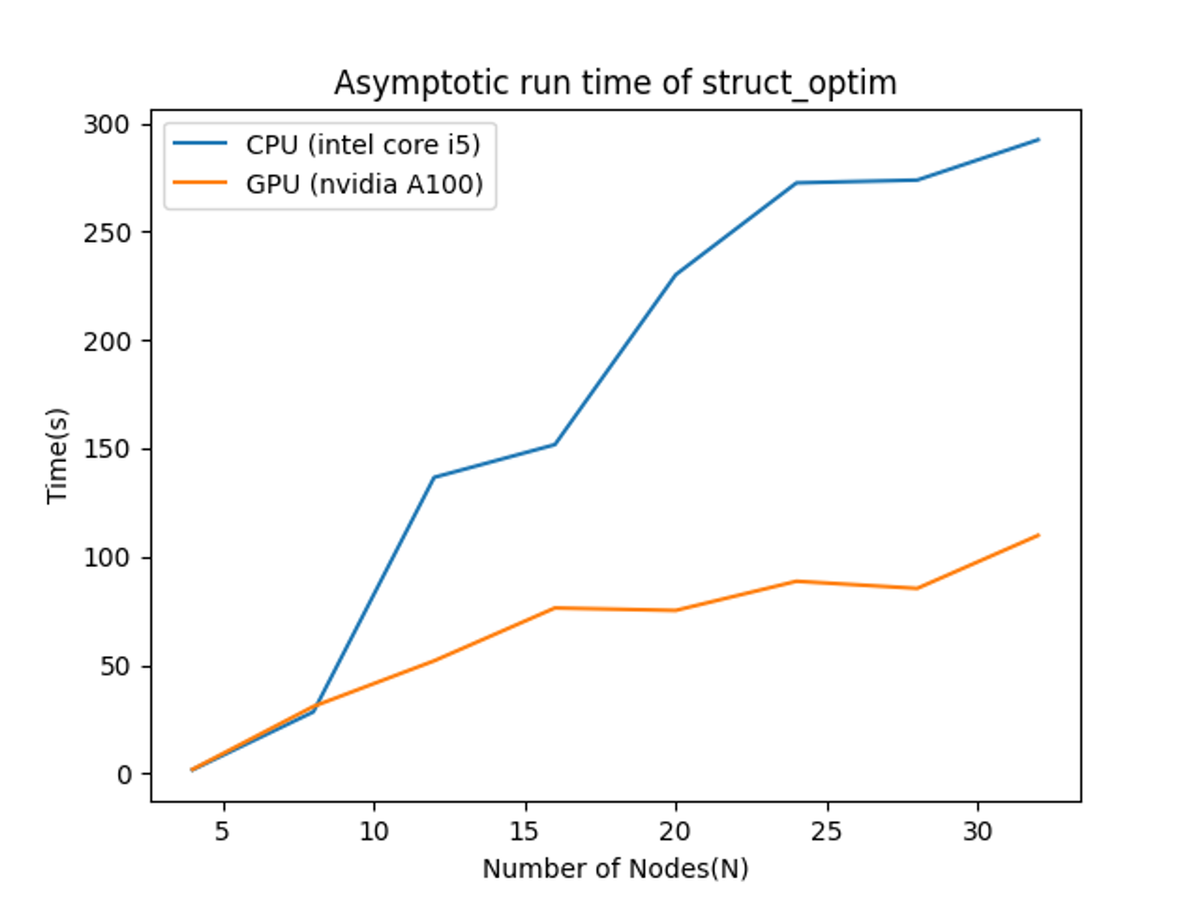 Asymptotic run time of struct_optim
CPU (intel core i5)
GPU (nvidia A100)
300
250
200
150
100
50
0
Time(s)
5 10 15 20 25 30
Number of Nodes(N)